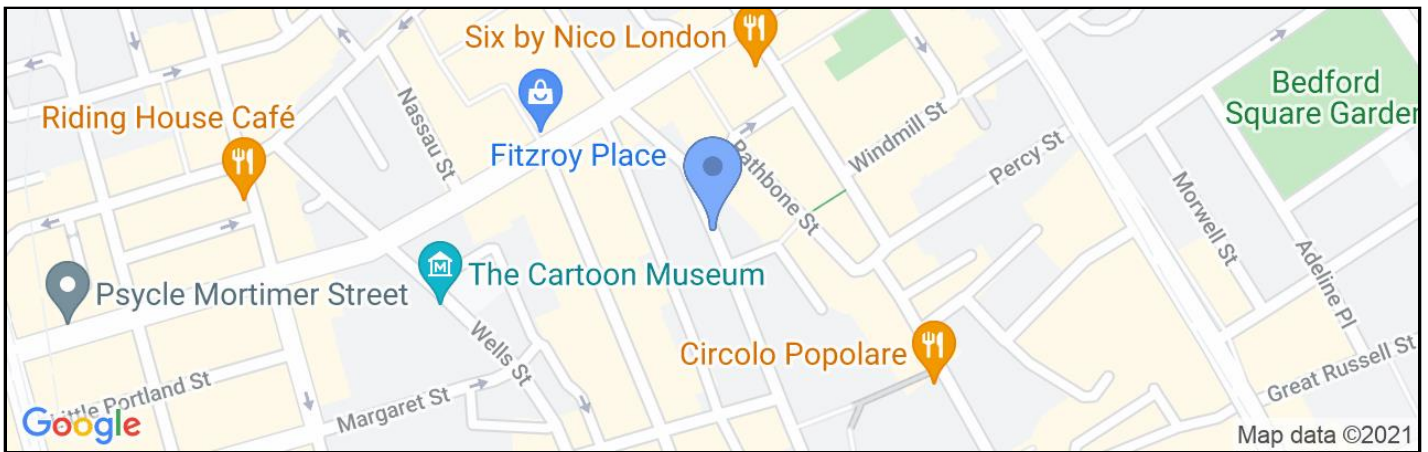 Six by Nico London
Bedford
Square Garden
Riding House Café
Nassau St
Windmill St
Fitzroy Place
Rathbone St
Percy St
Morwell St
The Cartoon Museum
Psycle Mortimer Street
Adeline Pl
Wells St
Circolo Popolare
Great Russell St
Little Portland St
Margaret St
Google
Map data ©2021